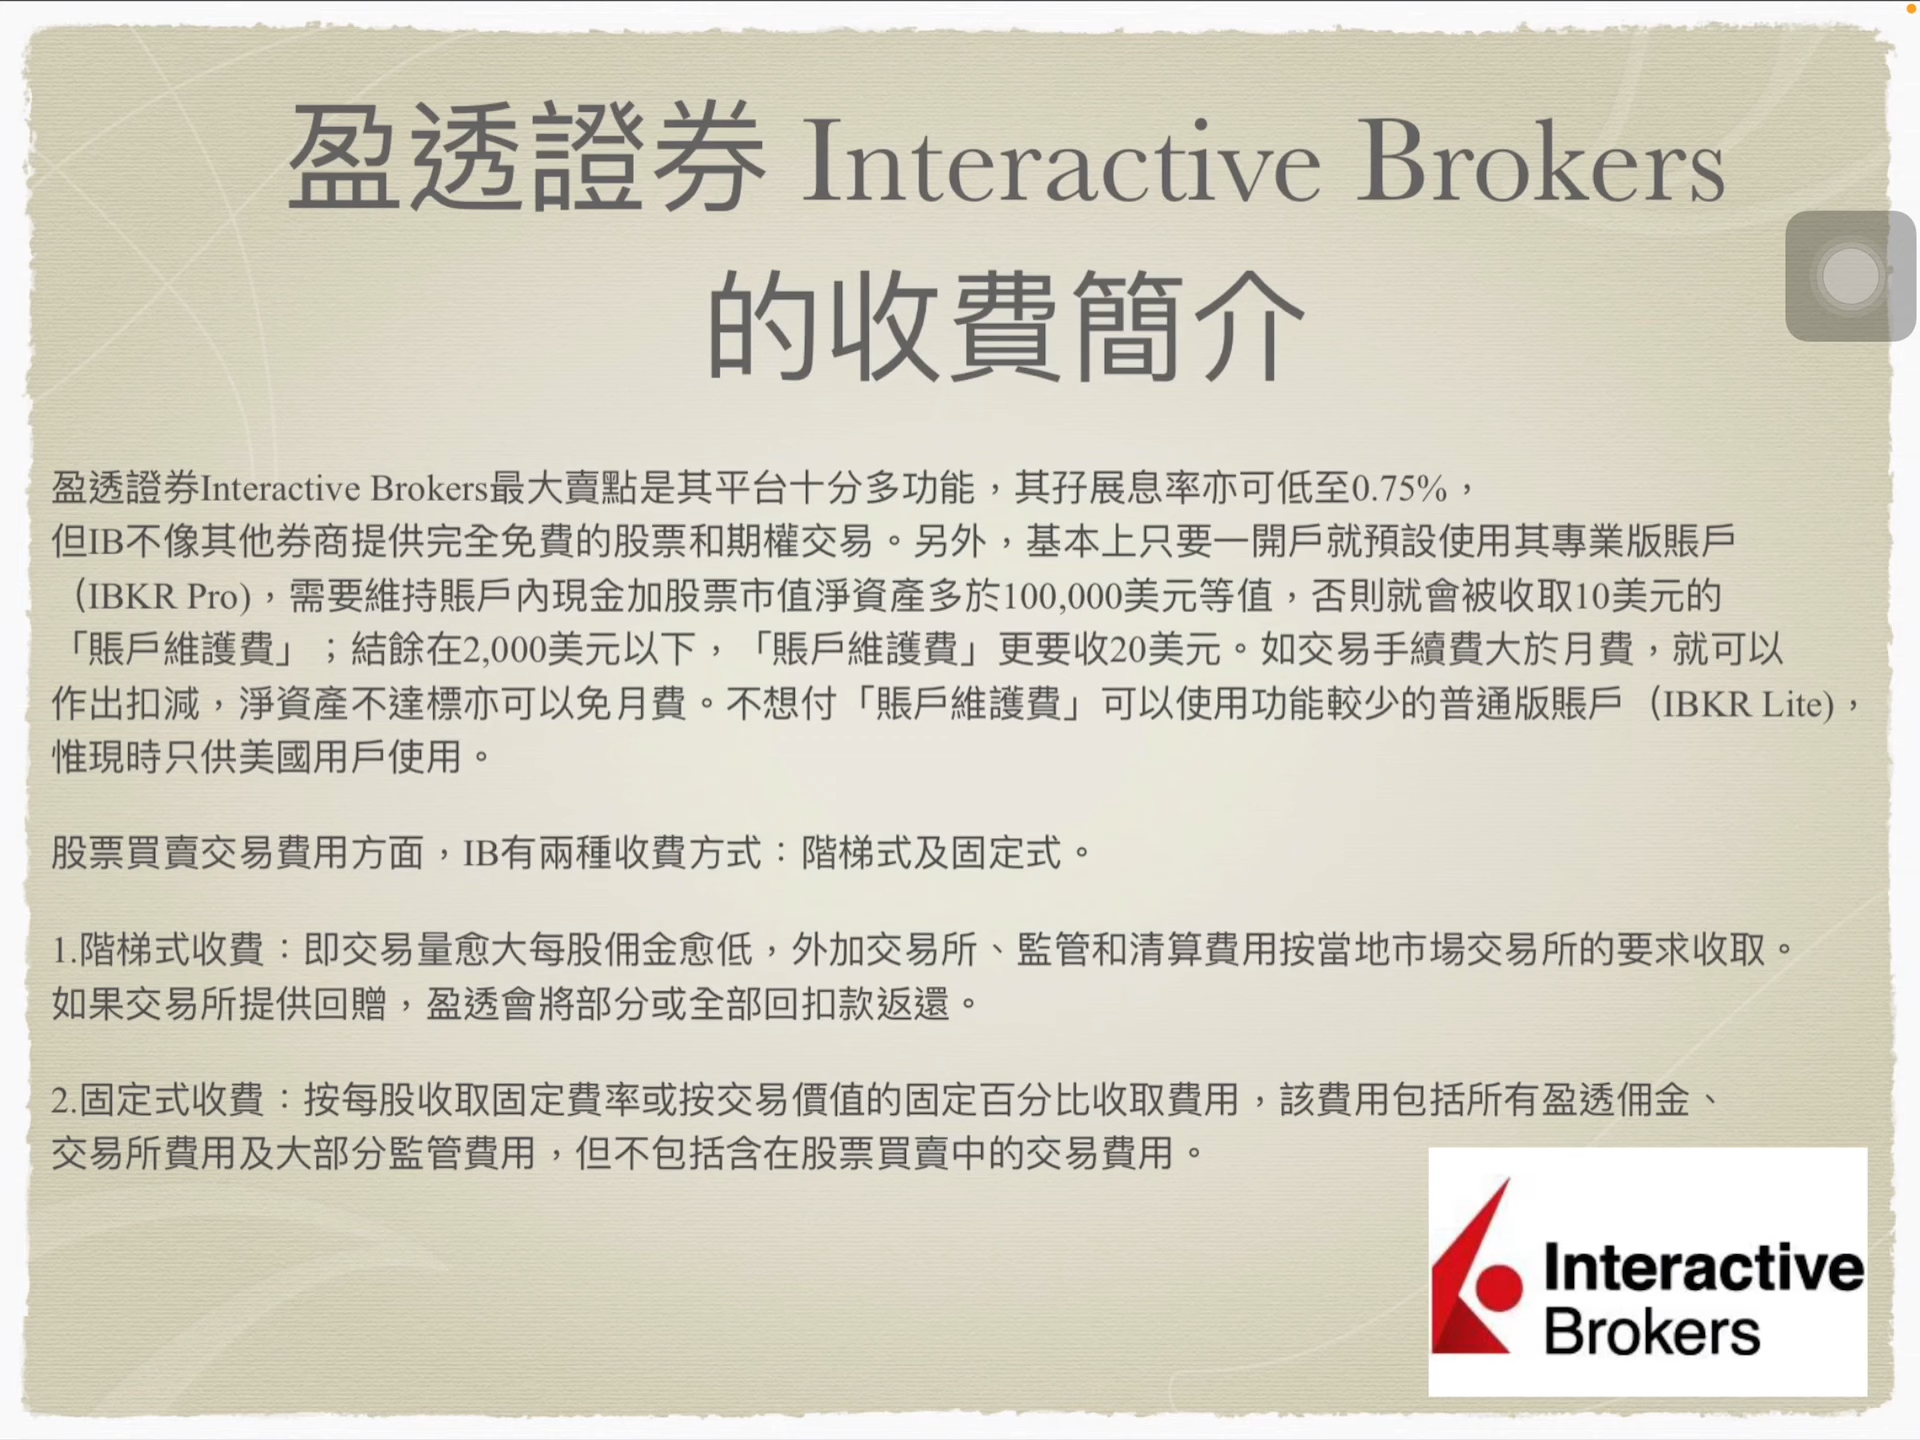 盈透證券 Interactive Brokers
的收費簡介
盈透證券Interactive Brokers最大賣點是其平台十分多功能，其孖展息率亦可低至0.75%，
但IB不像其他券商提供完全免費的股票和期權交易。另外，基本上只要一開戶就預設使用其專業版賬戶
（IBKR Pro)，需要維持賬戶內現金加股票市值淨資產多於100,000美元等值，否則就會被收取10美元的
「賬戶維護費」；結餘在2,000美元以下，「賬戶維護費」更要收20美元。如交易手續費大於月費，就可以
作出扣減，淨資產不達標亦可以免月費。不想付「賬戶維護費」可以使用功能較少的普通版賬戶（IBKR Lite)，
惟現時只供美國用戶使用。
股票買賣交易費用方面，IB有兩種收費方式：階梯式及固定式。
1.階梯式收費：即交易量愈大每股佣金愈低，外加交易所、監管和清算費用按當地市場交易所的要求收取。
如果交易所提供回贈，盈透會將部分或全部回扣款返還。
2.固定式收費：按每股收取固定費率或按交易價值的固定百分比收取費用，該費用包括所有盈透佣金、
交易所費用及大部分監管費用，但不包括含在股票買賣中的交易費用。
Interactive
Brokers